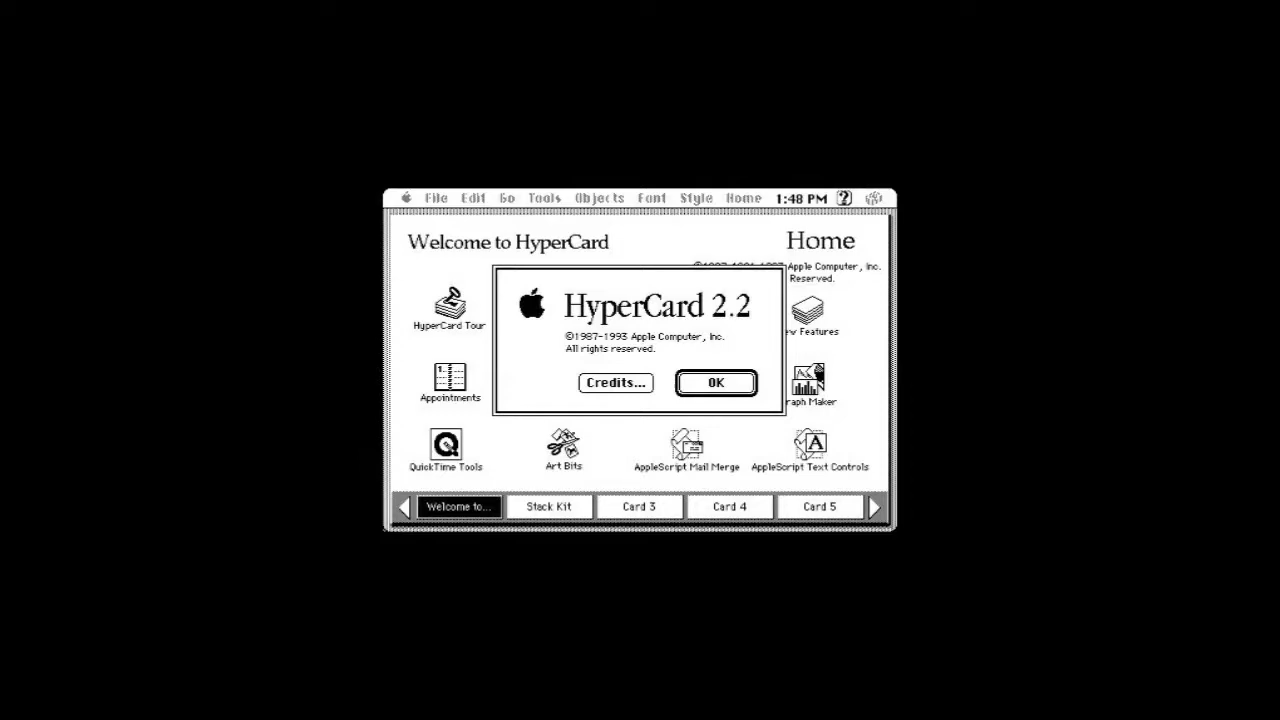 File Edit Go Tools Objects Font Style Home 1:48 PM
Welcome to HyperCard
Home
Apple Computer, Inc.
Reserved.
HyperCard 2.2
©1987-1993 Apple Computer, Inc.
All rights reserved.
Credits...
OK
HyperCard Tour
Features
Appointments
Maker
QuickTime Tools
Art Bits
AppleScript Mail Merge
AppleScript Text Controls
Welcome to...
Stack Kit
Card 3
Card 4
Card 5